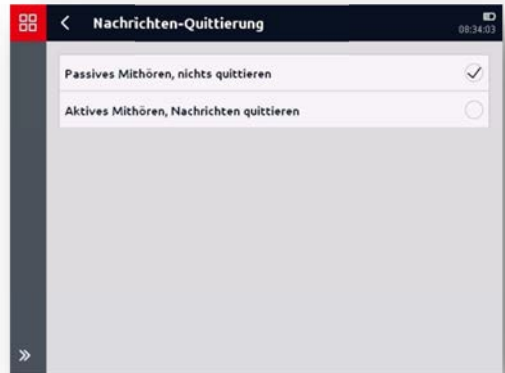 Nachrichten-Quittierung
08:34:03
Passives Mithören, nichts quittieren
Aktives Mithören, Nachrichten quittieren